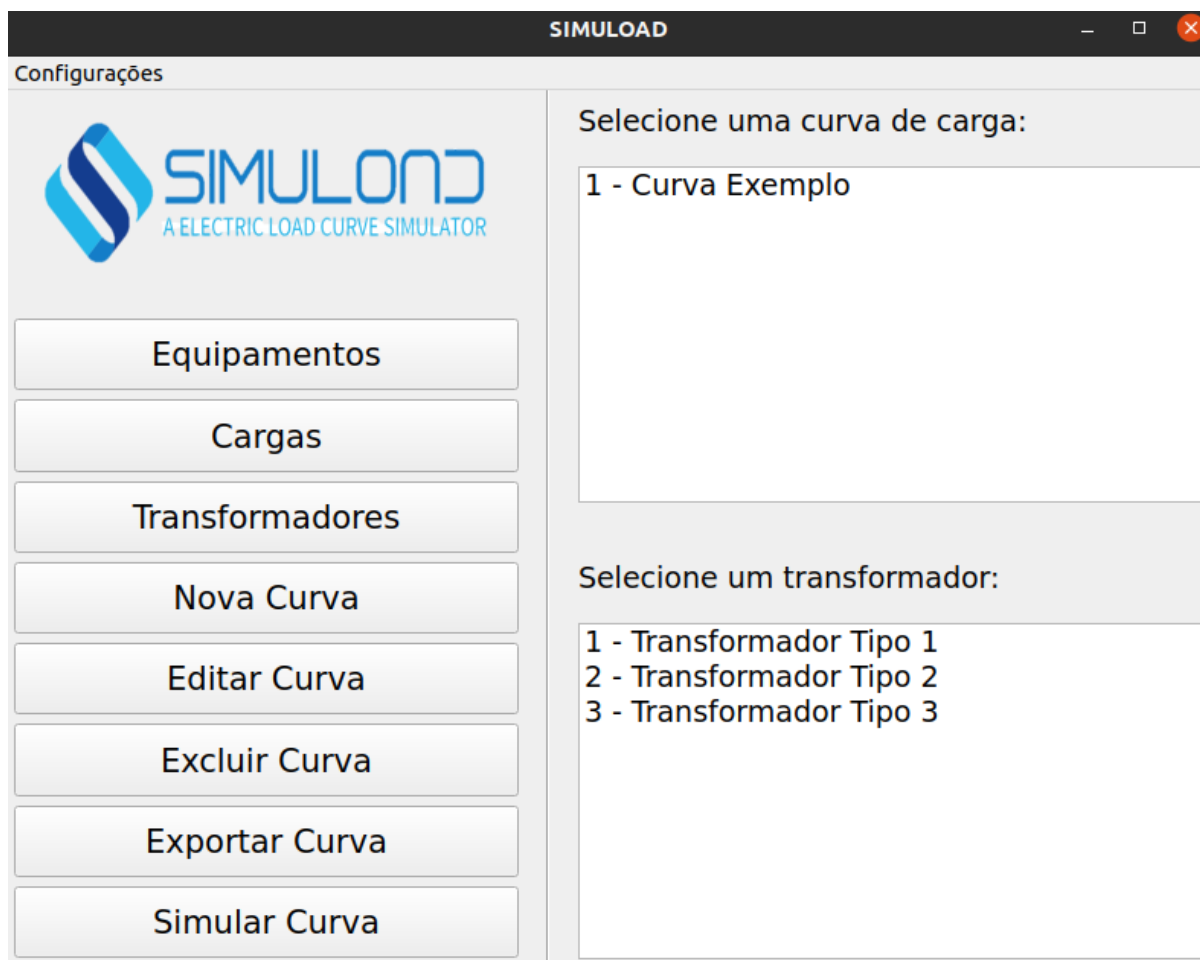 SIMULOAD
Configurações
SIMULOAD
A ELECTRIC LOAD CURVE SIMULATOR
Equipamentos
Cargas
Transformadores
Nova Curva
Editar Curva
Excluir Curva
Exportar Curva
Simular Curva
Selecione uma curva de carga:
1 - Curva Exemplo
Selecione um transformador:
1 - Transformador Tipo 1
2 - Transformador Tipo 2
3 - Transformador Tipo 3